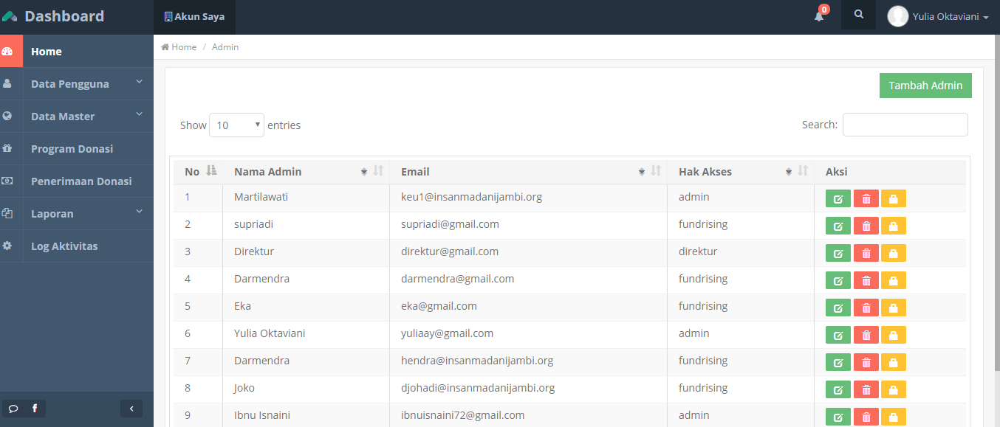 Dashboard
Akun Saya
0
Yulia Oktaviani
Home
Data Pengguna
Data Master
Program Donasi
Penerimaan Donasi
Laporan
Log Aktivitas
Home / Admin
Tambah Admin
Show 10 entries
Search:
No Nama Admin Email Hak Akses Aksi
1 Martilawati keu1@insanmadanijambi.org admin
2 supriadi supriadi@gmail.com fundrising
3 Direktur direktur@gmail.com direktur
4 Darmendra darmendra@gmail.com fundrising
5 Eka eka@gmail.com fundrising
6 Yulia Oktaviani yuliaay@gmail.com admin
7 Darmendra hendra@insanmadanijambi.org fundrising
8 Joko djohadi@insanmadanijambi.org fundrising
9 Ibnu Isnaini ibnuisnaini72@gmail.com admin